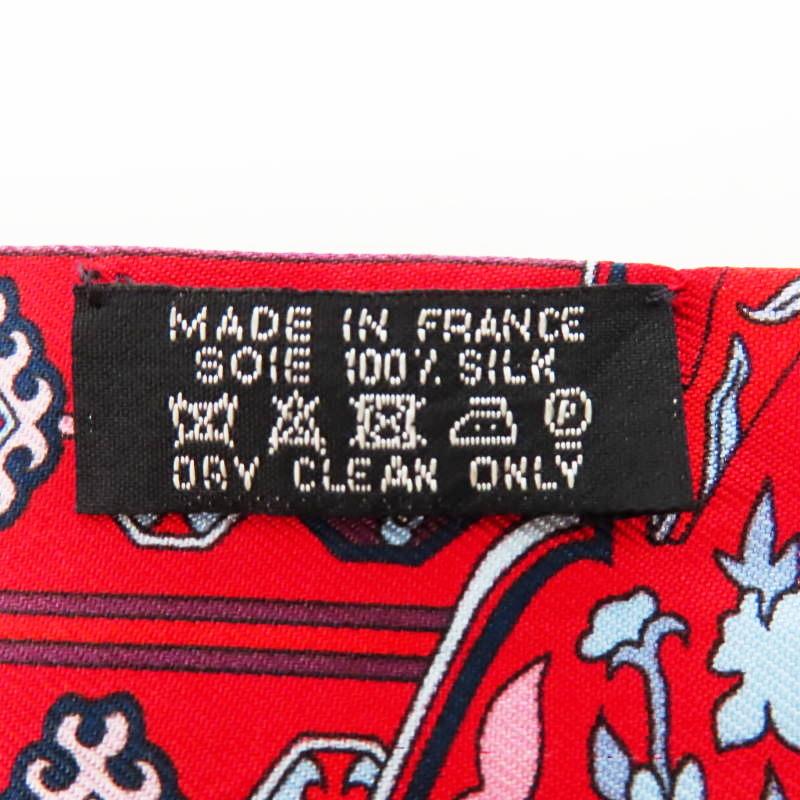 MADE IN FRANCE
SOIE 100% SILK
P
DRY CLEAN ONLY